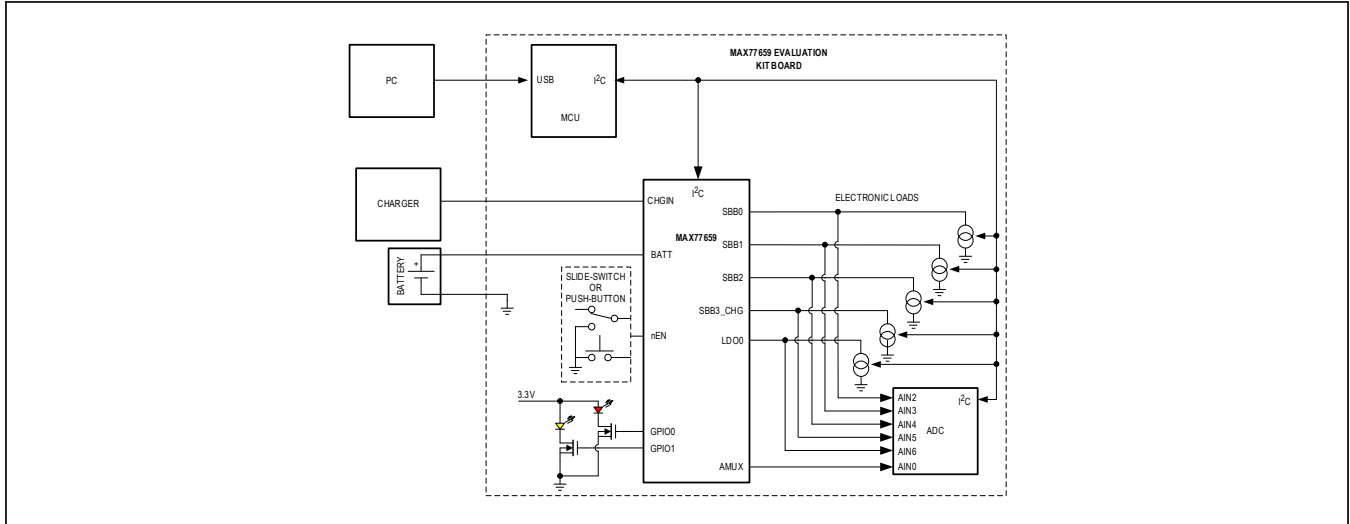 MAX77659 EVALUATION
KIT BOARD
PC
USB
I²C
MCU
CHARGER
BATTERY
+
I²C
CHGIN
MAX77659
BATT
nEN
GPIO0
GPIO1
SBB0
SBB1
SBB2
SBB3_CHG
LDO0
AMUX
SLIDE-SWITCH
OR
PUSH-BUTTON
3.3V
ELECTRONIC LOADS
AIN2
AIN3
AIN4
AIN5
AIN6
AIN0
I²C
ADC